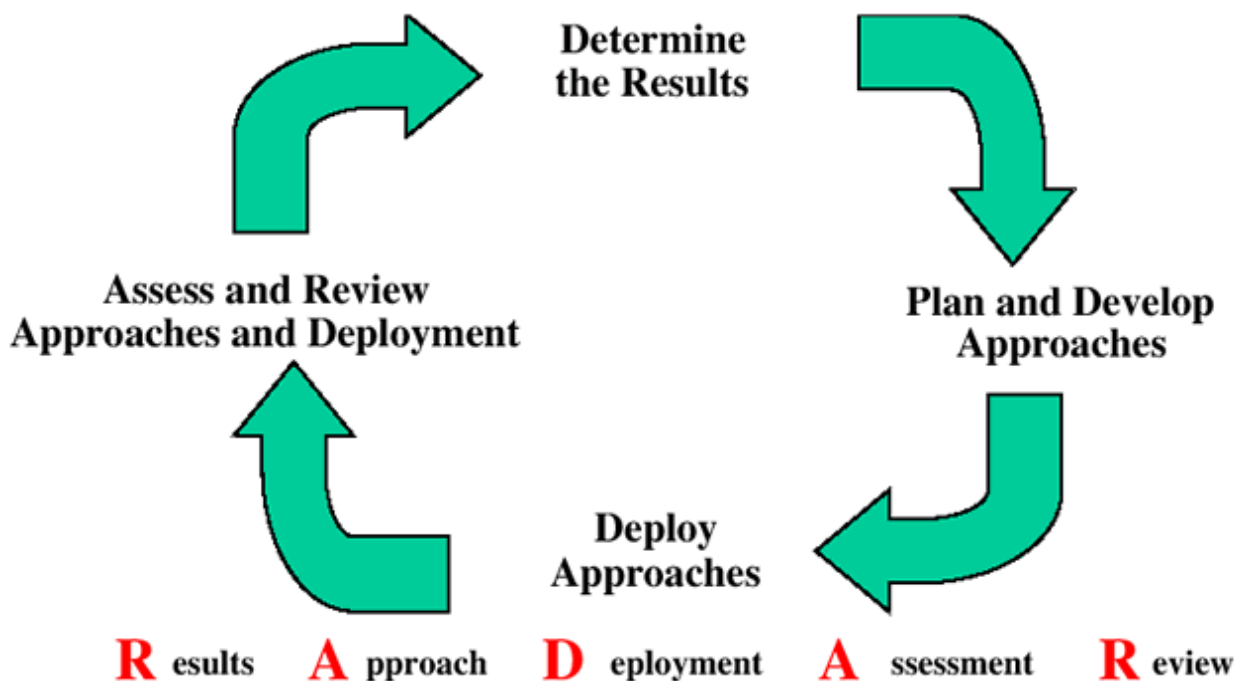 Determine
the Results
Assess and Review
Approaches and Deployment
Plan and Develop
Approaches
Deploy
Approaches
R esults A pproach D eployment A ssessment R eview